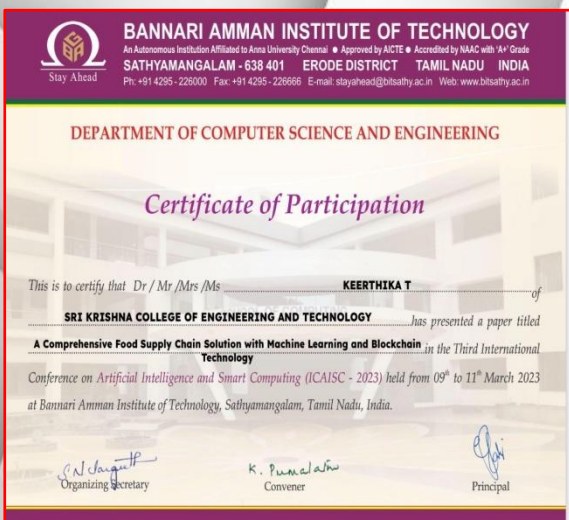 BANNARI AMMAN INSTITUTE OF TECHNOLOGY
An Autonomous Institution Affiliated to Anna University Chennai ● Approved by AICTE ● Accredited by NAAC with 'A+' Grade
SATHYAMANGALAM - 638 401 ERODE DISTRICT TAMIL NADU INDIA
Ph: +91 4295 - 226000 Fax: +91 4295 - 226666 E-mail: stayahead@bitsathy.ac.in Web: www.bitsathy.ac.in
Stay Ahead
DEPARTMENT OF COMPUTER SCIENCE AND ENGINEERING
Certificate of Participation
This is to certify that Dr / Mr /Mrs /Ms KEERTHIKA T of
SRI KRISHNA COLLEGE OF ENGINEERING AND TECHNOLOGY has presented a paper titled
A Comprehensive Food Supply Chain Solution with Machine Learning and Blockchain Technology in the Third International
Conference on Artificial Intelligence and Smart Computing (ICAISC - 2023) held from 09th to 11th March 2023
at Bannari Amman Institute of Technology, Sathyamangalam, Tamil Nadu, India.
Organizing Secretary Convener Principal